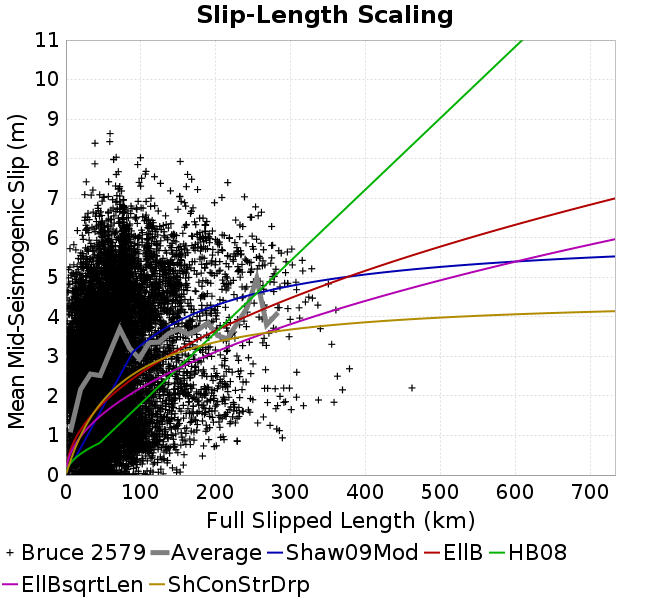 Slip-Length Scaling
Mean Mid-Seismogenic Slip (m)
11
10
9
8
7
6
5
4
3
2
1
0
0 100 200 300 400 500 600 700
Full Slipped Length (km)
Bruce 2579 Average Shaw09Mod EllB HB08
EllBsqrtLen ShConStrDrp